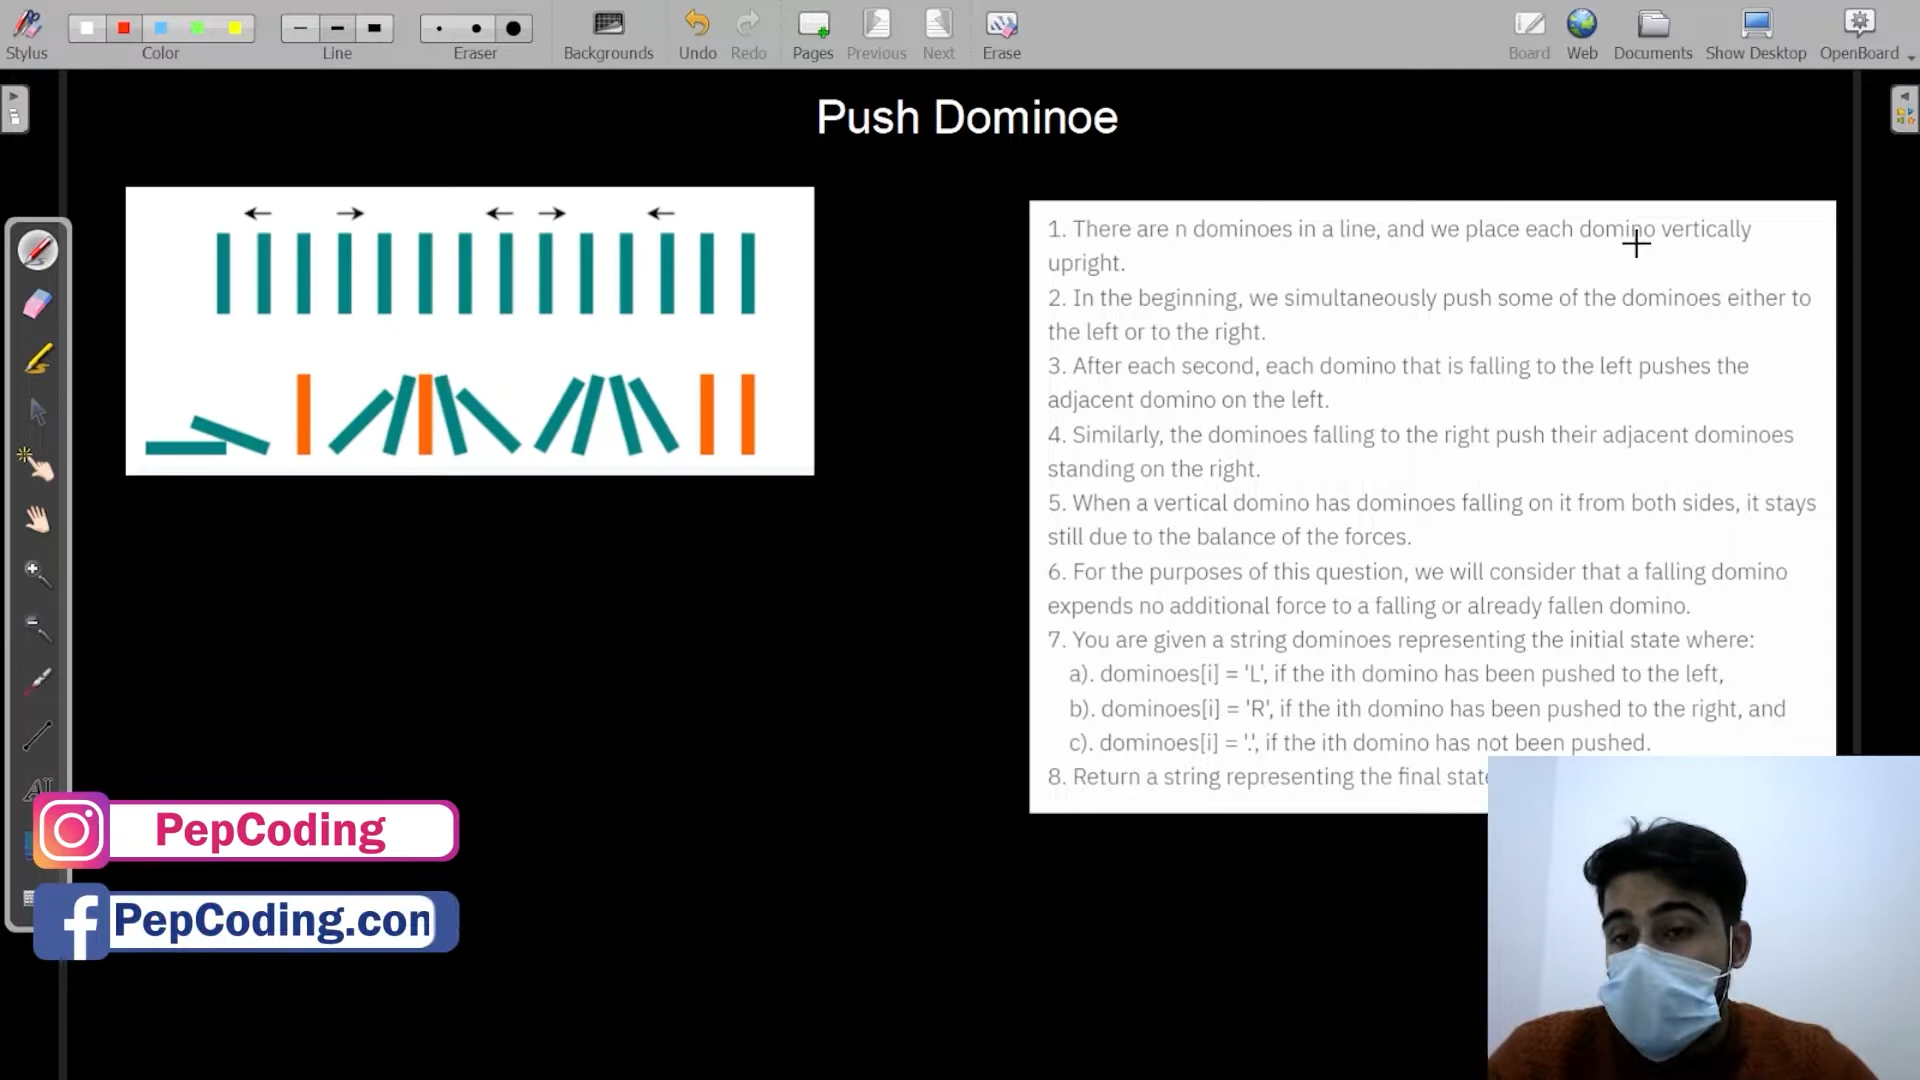 Stylus
Color
Line
Eraser
Backgrounds
Undo
Redo
Pages
Previous
Next
Erase
Board
Web
Documents
Show Desktop
OpenBoard
Push Dominoe
1. There are n dominoes in a line, and we place each domino vertically
upright.
2. In the beginning, we simultaneously push some of the dominoes either to
the left or to the right.
3. After each second, each domino that is falling to the left pushes the
adjacent domino on the left.
4. Similarly, the dominoes falling to the right push their adjacent dominoes
standing on the right.
5. When a vertical domino has dominoes falling on it from both sides, it stays
still due to the balance of the forces.
6. For the purposes of this question, we will consider that a falling domino
expends no additional force to a falling or already fallen domino.
7. You are given a string dominoes representing the initial state where:
a). dominoes[i] = 'L', if the ith domino has been pushed to the left,
b). dominoes[i] = 'R', if the ith domino has been pushed to the right, and
c). dominoes[i] = '.', if the ith domino has not been pushed.
8. Return a string representing the final state
PepCoding
PepCoding.con